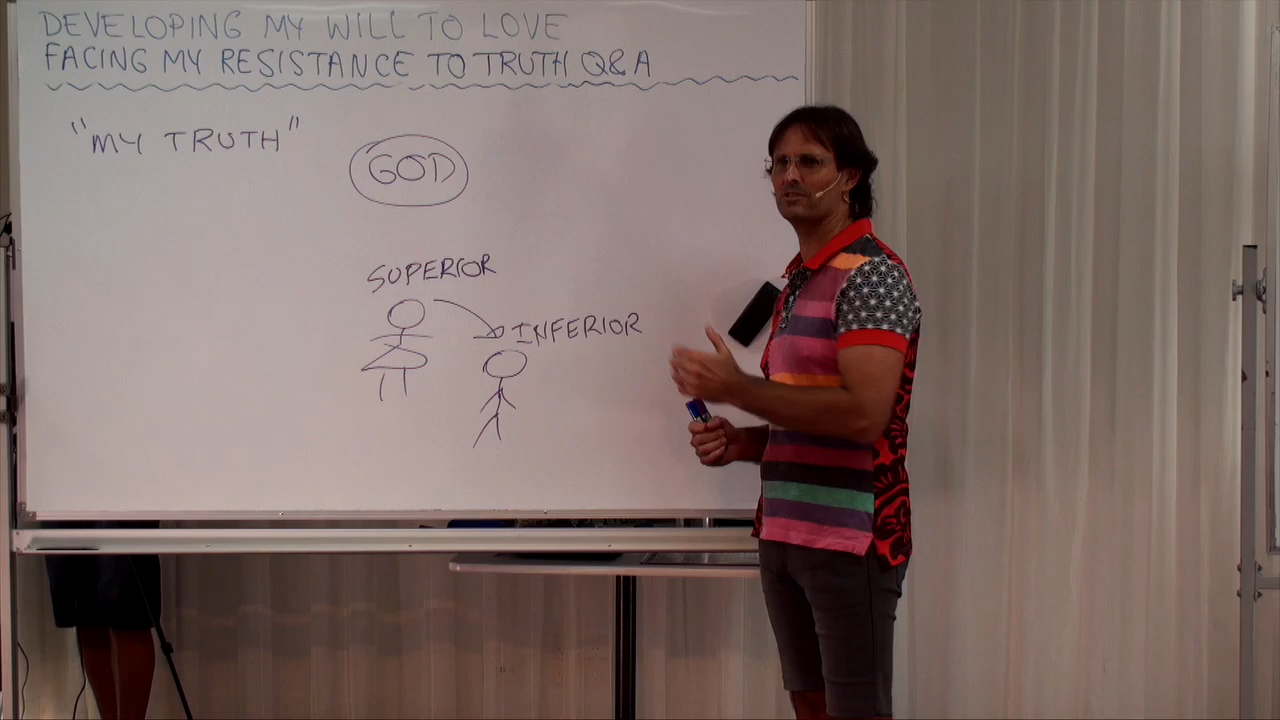 DEVELOPING MY WILL TO LOVE
FACING MY RESISTANCE TO TRUTH Q&A
"MY TRUTH"
GOD
SUPERIOR
INFERIOR